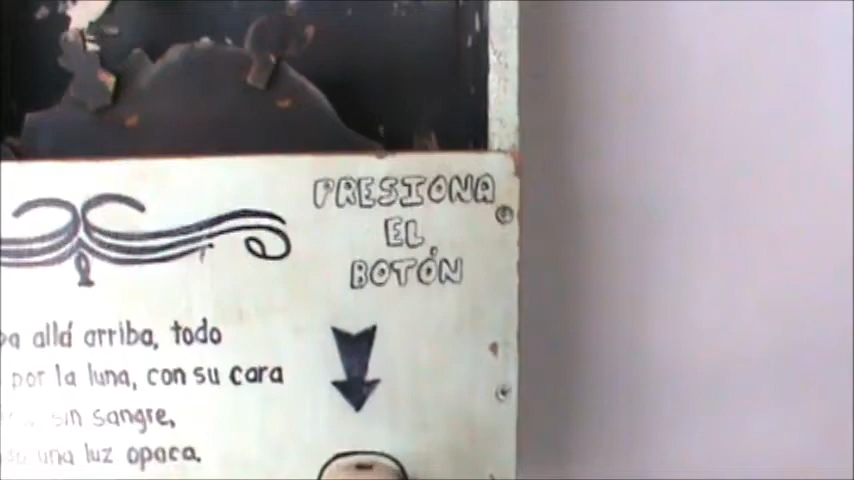 PRESIONA
EL
BOTÓN
allá arriba, todo
por la luna, con su cara
sin sangre,
una luz opaca.